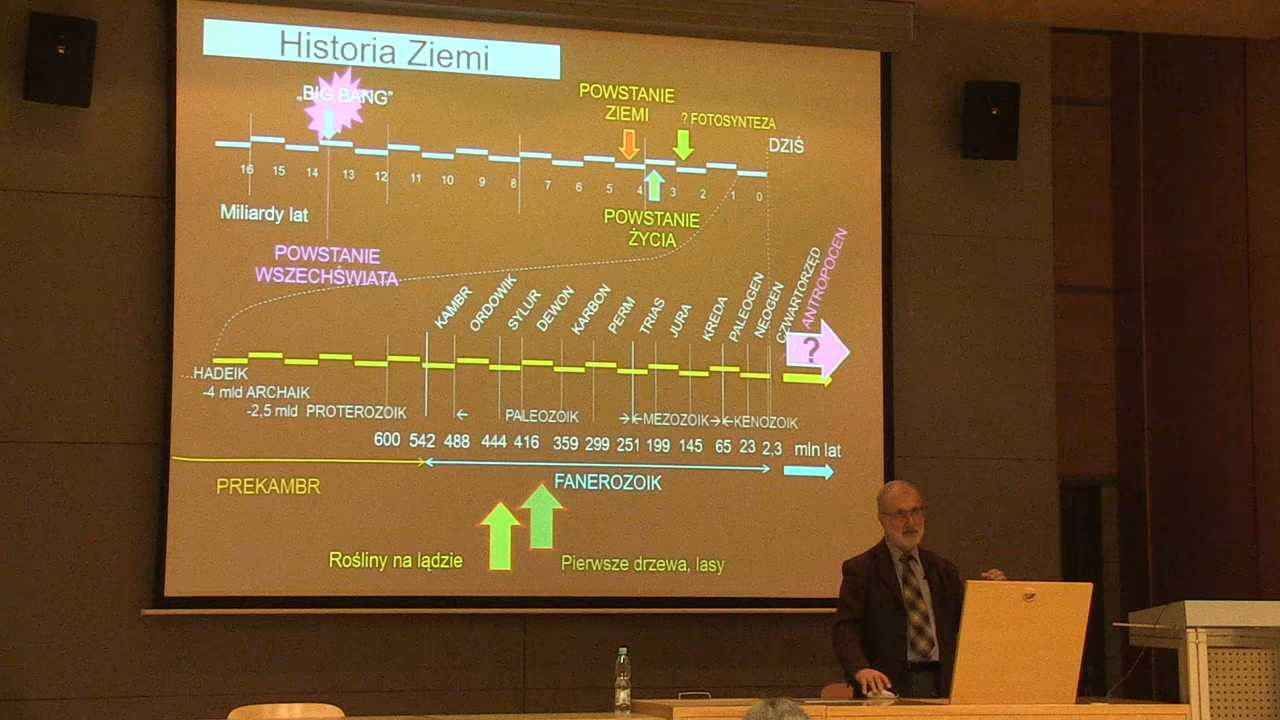 Historia Ziemi
„BIG BANG”
POWSTANIE
ZIEMI
? FOTOSYNTEZA
DZIŚ
16 15 14 13 12 11 10 9 8 7 6 5 4 3 2 1 0
Miliardy lat
POWSTANIE
ŻYCIA
POWSTANIE
WSZECHŚWIATA
KAMBR ORDOWIK SYLUR DEWON KARBON PERM TRIAS JURA KREDA PALEOGEN NEOGEN CZWARTORZĘD ANTROPOCEN
?
...HADEIK
-4 mld ARCHAIK
-2,5 mld PROTEROZOIK
PALEOZOIK MEZOZOIK KENOZOIK
600 542 488 444 416 359 299 251 199 145 65 23 2,3 mln lat
PREKAMBR
FANEROZOIK
Rośliny na lądzie
Pierwsze drzewa, lasy